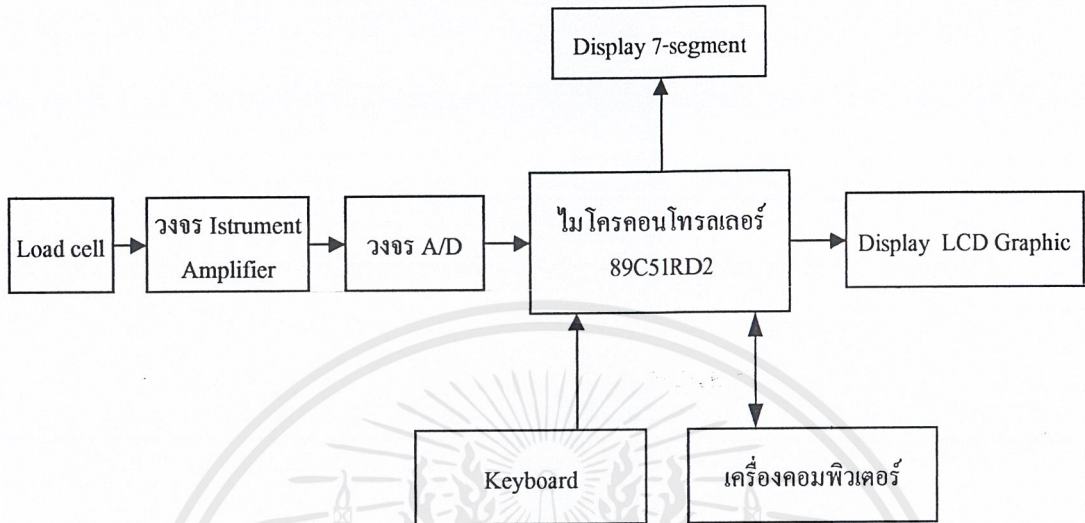 Display 7-segment
Load cell
วงจร Istrument
Amplifier
วงจร A/D
ไมโครคอนโทรลเลอร์
89C51RD2
Display LCD Graphic
Keyboard
เครื่องคอมพิวเตอร์